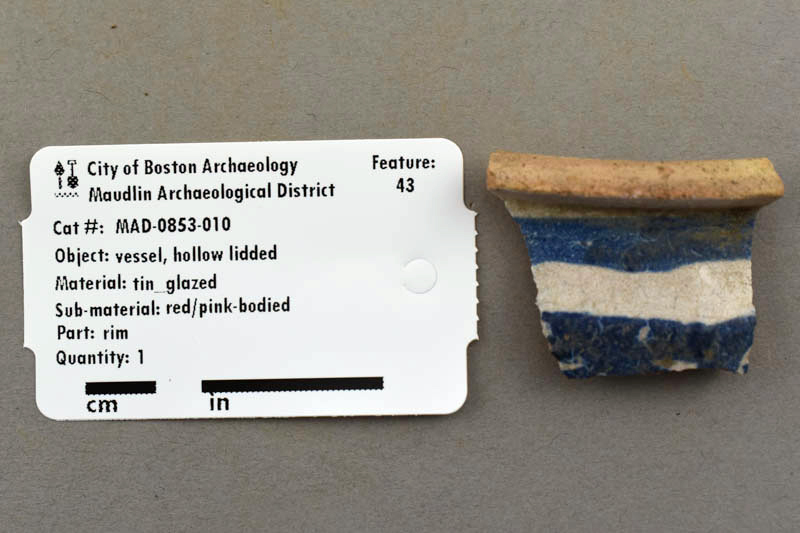 City of Boston Archaeology
Maudlin Archaeological District
Feature:
43
Cat #: MAD-0853-010
Object: vessel, hollow lidded
Material: tin_glazed
Sub-material: red/pink-bodied
Part: rim
Quantity: 1
cm in